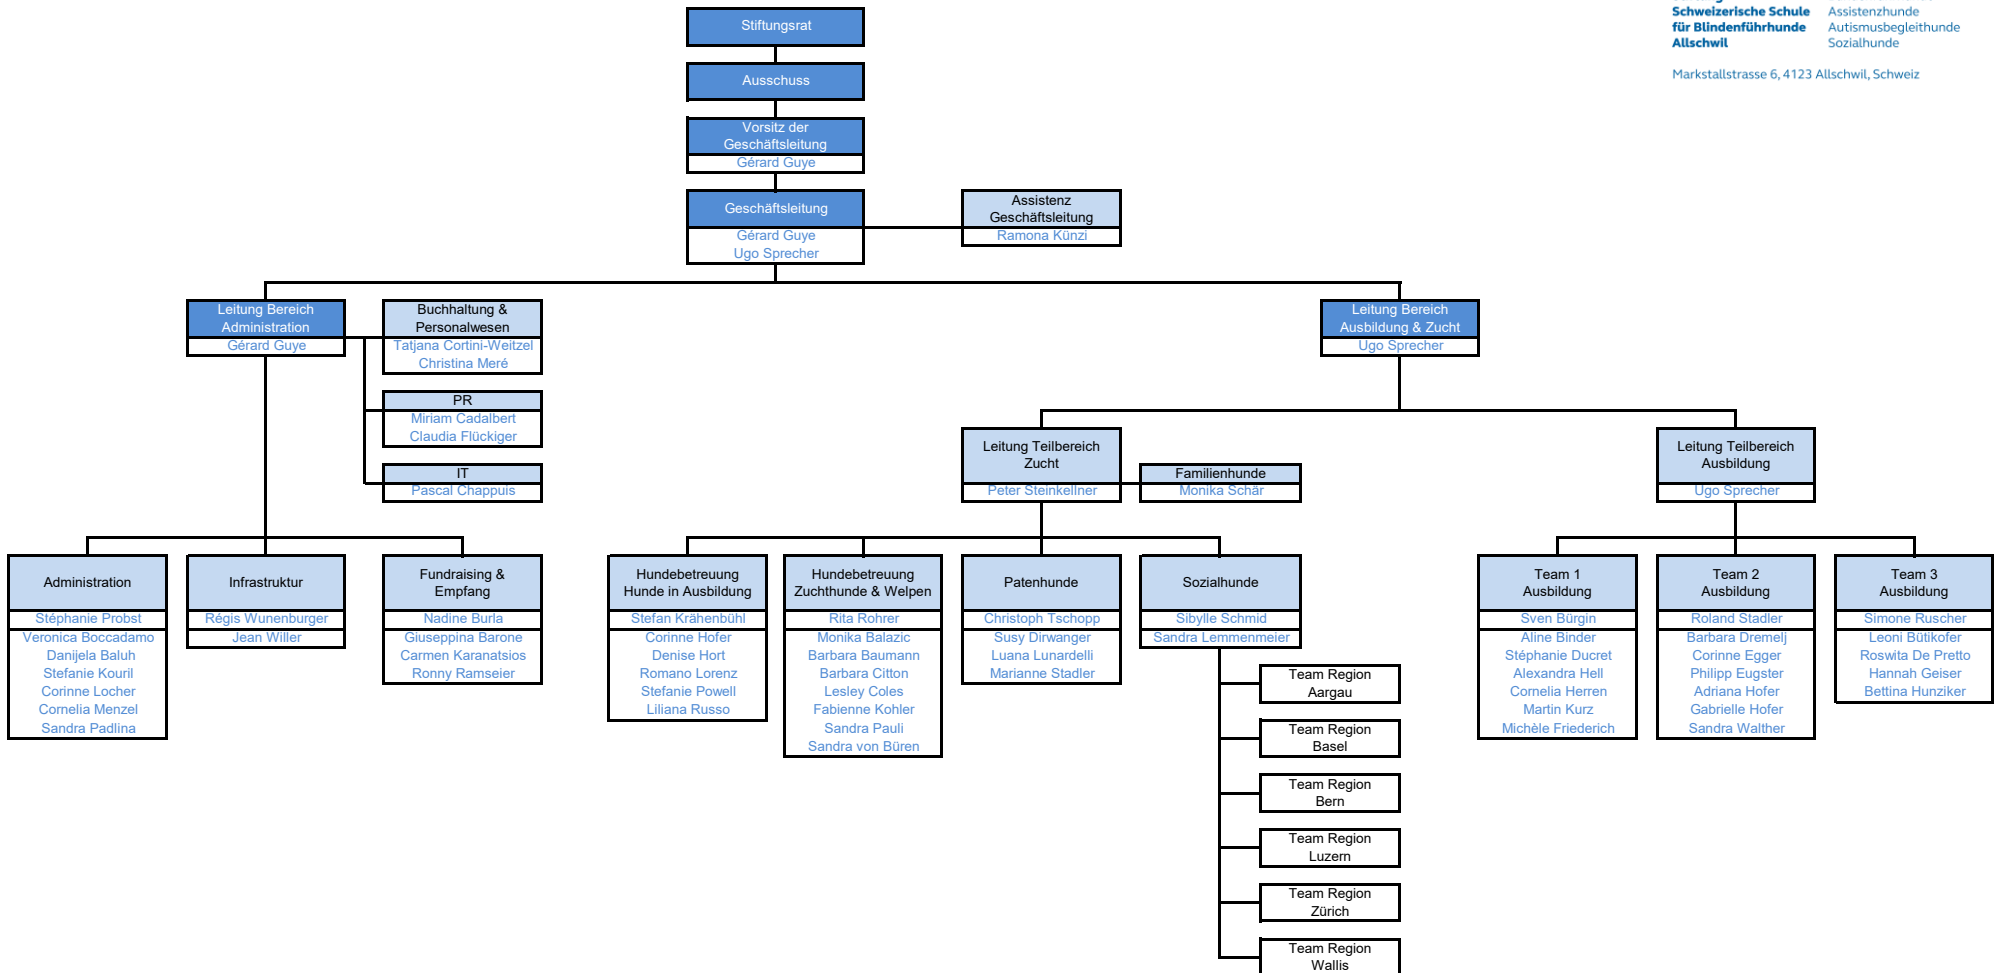 Schweizerische Schule
für Blindenführhunde
Allschwil
Assistenzhunde
Autismusbegleithunde
Sozialhunde
Markstallstrasse 6, 4123 Allschwil, Schweiz
Stiftungsrat
Ausschuss
Vorsitz der
Geschäftsleitung
Gérard Guye
Geschäftsleitung
Gérard Guye
Ugo Sprecher
Assistenz
Geschäftsleitung
Ramona Künzi
Leitung Bereich
Administration
Gérard Guye
Buchhaltung &
Personalwesen
Tatjana Cortini-Weitzel
Christina Meré
PR
Miriam Cadalbert
Claudia Flückiger
IT
Pascal Chappuis
Leitung Bereich
Ausbildung & Zucht
Ugo Sprecher
Leitung Teilbereich
Zucht
Peter Steinkellner
Familienhunde
Monika Schär
Leitung Teilbereich
Ausbildung
Ugo Sprecher
Administration
Stéphanie Probst
Veronica Boccadamo
Danijela Baluh
Stefanie Kouril
Corinne Locher
Cornelia Menzel
Sandra Padlina
Infrastruktur
Régis Wunenburger
Jean Willer
Fundraising &
Empfang
Nadine Burla
Giuseppina Barone
Carmen Karanatsios
Ronny Ramseier
Hundebetreuung
Hunde in Ausbildung
Stefan Krähenbühl
Corinne Hofer
Denise Hort
Romano Lorenz
Stefanie Powell
Liliana Russo
Hundebetreuung
Zuchthunde & Welpen
Rita Rohrer
Monika Balazic
Barbara Baumann
Barbara Citton
Lesley Coles
Fabienne Kohler
Sandra Pauli
Sandra von Büren
Patenhunde
Christoph Tschopp
Susy Dirwanger
Luana Lunardelli
Marianne Stadler
Sozialhunde
Sibylle Schmid
Sandra Lemmenmeier
Team Region
Aargau
Team Region
Basel
Team Region
Bern
Team Region
Luzern
Team Region
Zürich
Team Region
Wallis
Team 1
Ausbildung
Sven Bürgin
Aline Binder
Stéphanie Ducret
Alexandra Hell
Cornelia Herren
Martin Kurz
Michèle Friederich
Team 2
Ausbildung
Roland Stadler
Barbara Dremelj
Corinne Egger
Philipp Eugster
Adriana Hofer
Gabrielle Hofer
Sandra Walther
Team 3
Ausbildung
Simone Ruscher
Leoni Bütikofer
Roswita De Pretto
Hannah Geiser
Bettina Hunziker